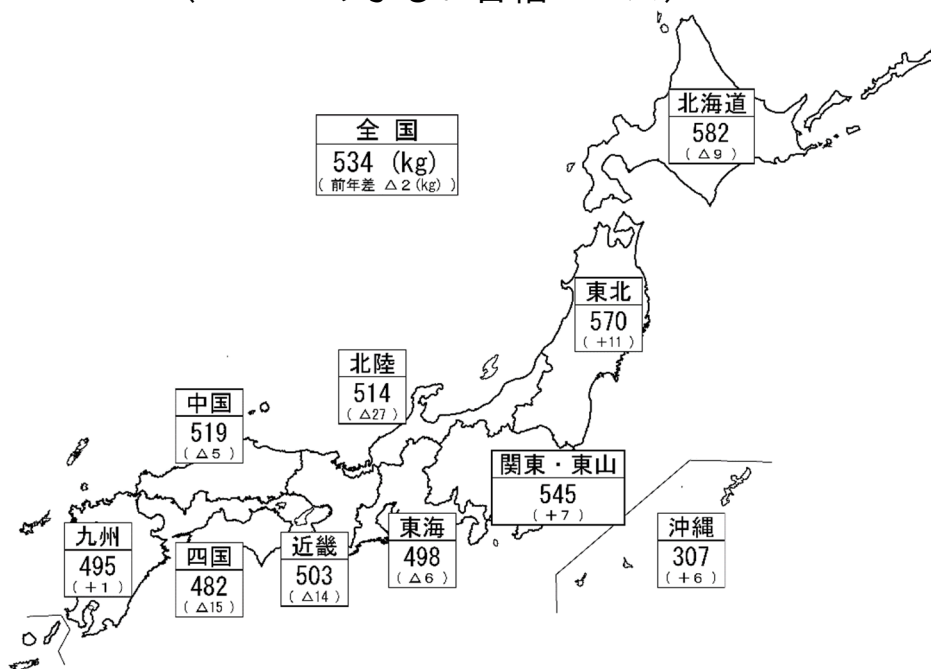 全 国
534 (kg)
( 前年差 △2(kg) )
北海道
582
( △9 )
東北
570
( +11 )
北陸
514
( △27 )
中国
519
( △5 )
関東・東山
545
( +7 )
九州
495
( +1 )
四国
482
( △15 )
近畿
503
( △14 )
東海
498
( △6 )
沖縄
307
( +6 )